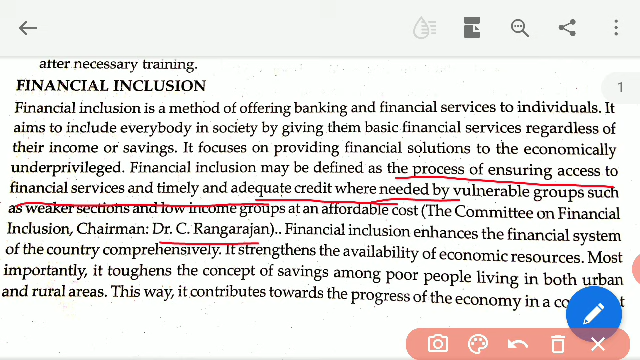 after necessary training.
1
FINANCIAL INCLUSION
Financial inclusion is a method of offering banking and financial services to individuals. It
aims to include everybody in society by giving them basic financial services regardless of
their income or savings. It focuses on providing financial solutions to the economically
underprivileged. Financial inclusion may be defined as the process of ensuring access to
financial services and timely and adequate credit where needed by vulnerable groups such
as weaker sections and low income groups at an affordable cost (The Committee on Financial
Inclusion, Chairman: Dr. C. Rangarajan).. Financial inclusion enhances the financial system
of the country comprehensively. It strengthens the availability of economic resources. Most
importantly, it toughens the concept of savings among poor people living in both urban
and rural areas. This way, it contributes towards the progress of the economy in a